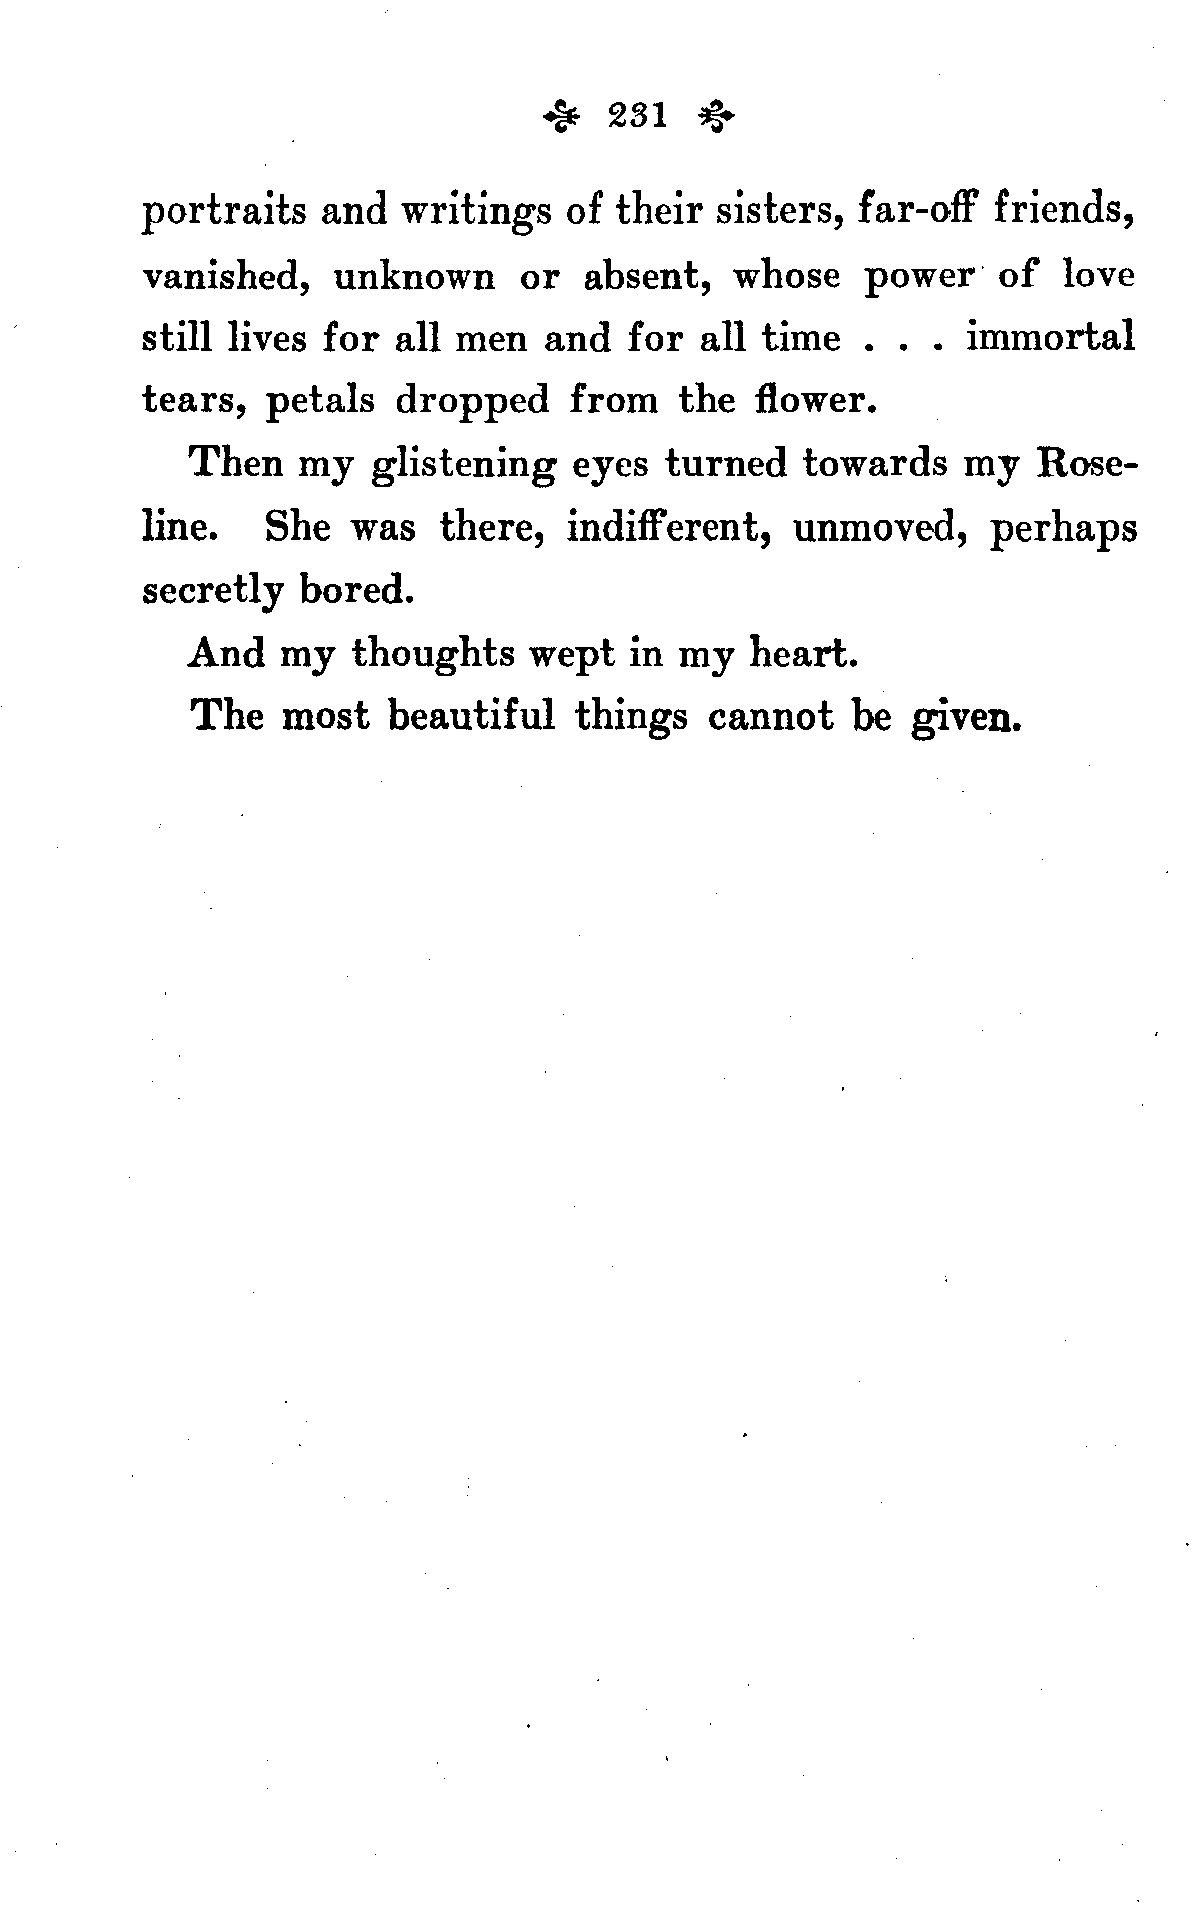 231
portraits and writings of their sisters, far-off friends,
vanished, unknown or absent, whose power of love
still lives for all men and for all time . . . immortal
tears, petals dropped from the flower.
Then my glistening eyes turned towards my Rose-
line. She was there, indifferent, unmoved, perhaps
secretly bored.
And my thoughts wept in my heart.
The most beautiful things cannot be given.